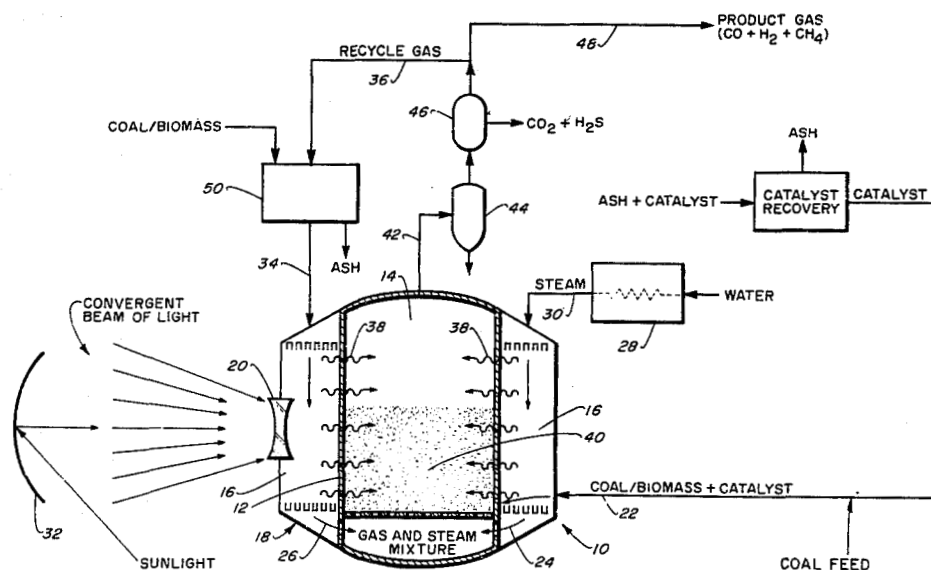 PRODUCT GAS
(CO + H2 + CH4)
48
RECYCLE GAS
36
46
CO2 + H2S
COAL/BIOMASS
ASH
50
44
ASH + CATALYST
CATALYST
RECOVERY
CATALYST
42
34
ASH
14
STEAM
WATER
30
28
CONVERGENT
BEAM OF LIGHT
38
38
20
16
40
16
12
COAL/BIOMASS + CATALYST
22
32
18
26
GAS AND STEAM
MIXTURE
24
10
SUNLIGHT
COAL FEED